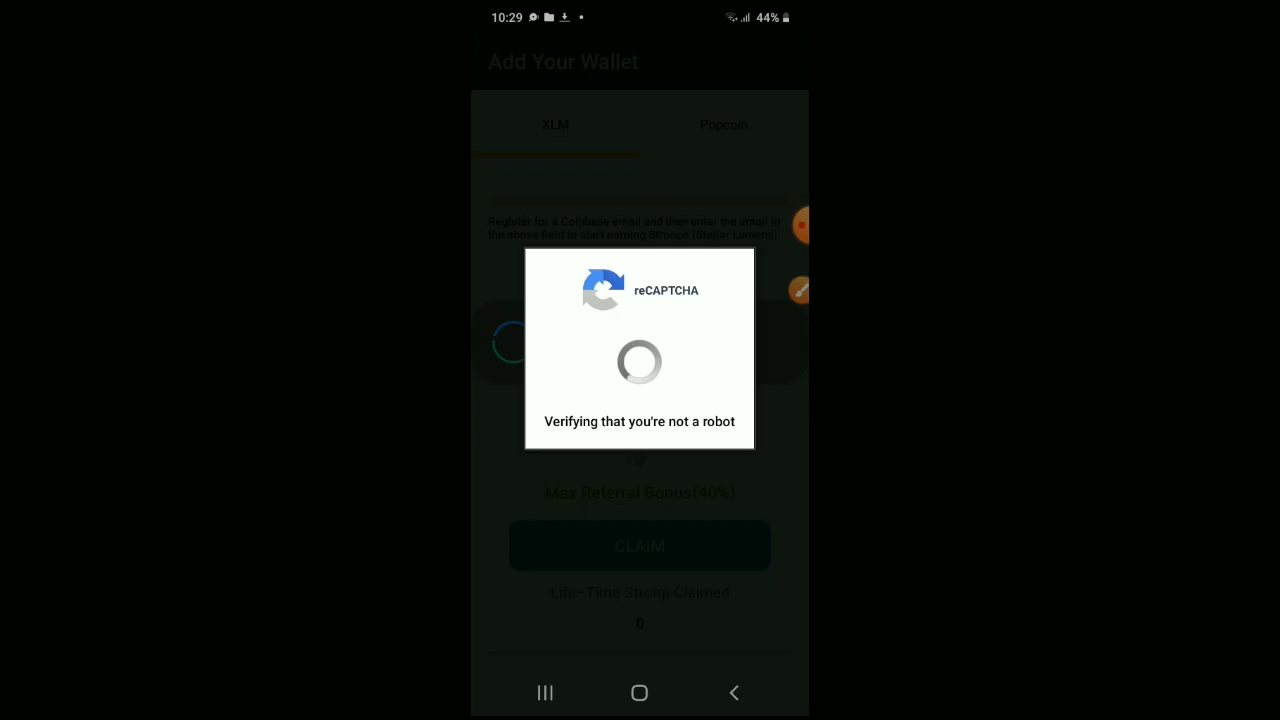 10:29
44%
Add Your Wallet
XLM
Popcoin
Register for a Coinbase email and then enter the email in
the above field to start earning Stroops (Stellar Lumens)
reCAPTCHA
Verifying that you're not a robot
Max Referral Bonus(40%)
CLAIM
Life-Time Stroop Claimed
0